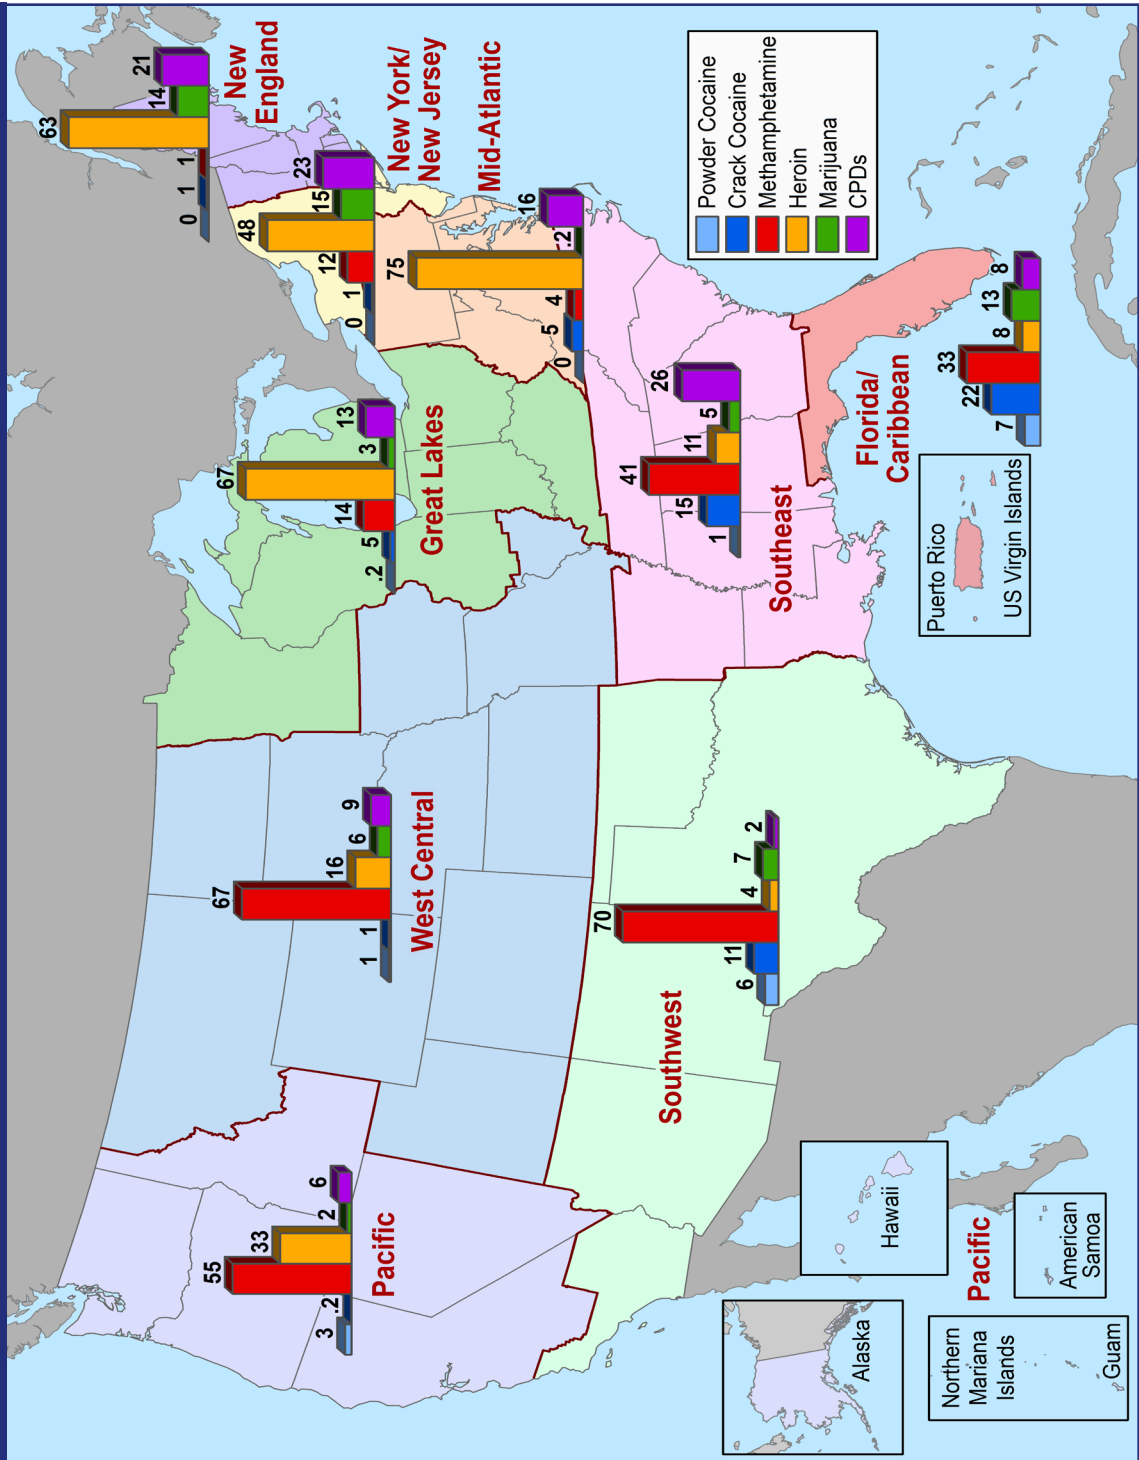 0
1
1
63
14
21
New
England
0
1
12
48
15
23
New York/
New Jersey
Mid-Atlantic
0
5
4
75
.2
16
.2
5
14
67
3
13
Great Lakes
1
1
67
16
6
9
West Central
3
.2
55
33
2
6
Pacific
6
11
70
4
7
2
Southwest
1
15
41
11
5
26
Southeast
7
22
33
8
13
8
Florida/
Caribbean
Powder Cocaine
Crack Cocaine
Methamphetamine
Heroin
Marijuana
CPDs
Puerto Rico
US Virgin Islands
Alaska
Hawaii
Pacific
Northern
Mariana
Islands
Guam
American
Samoa